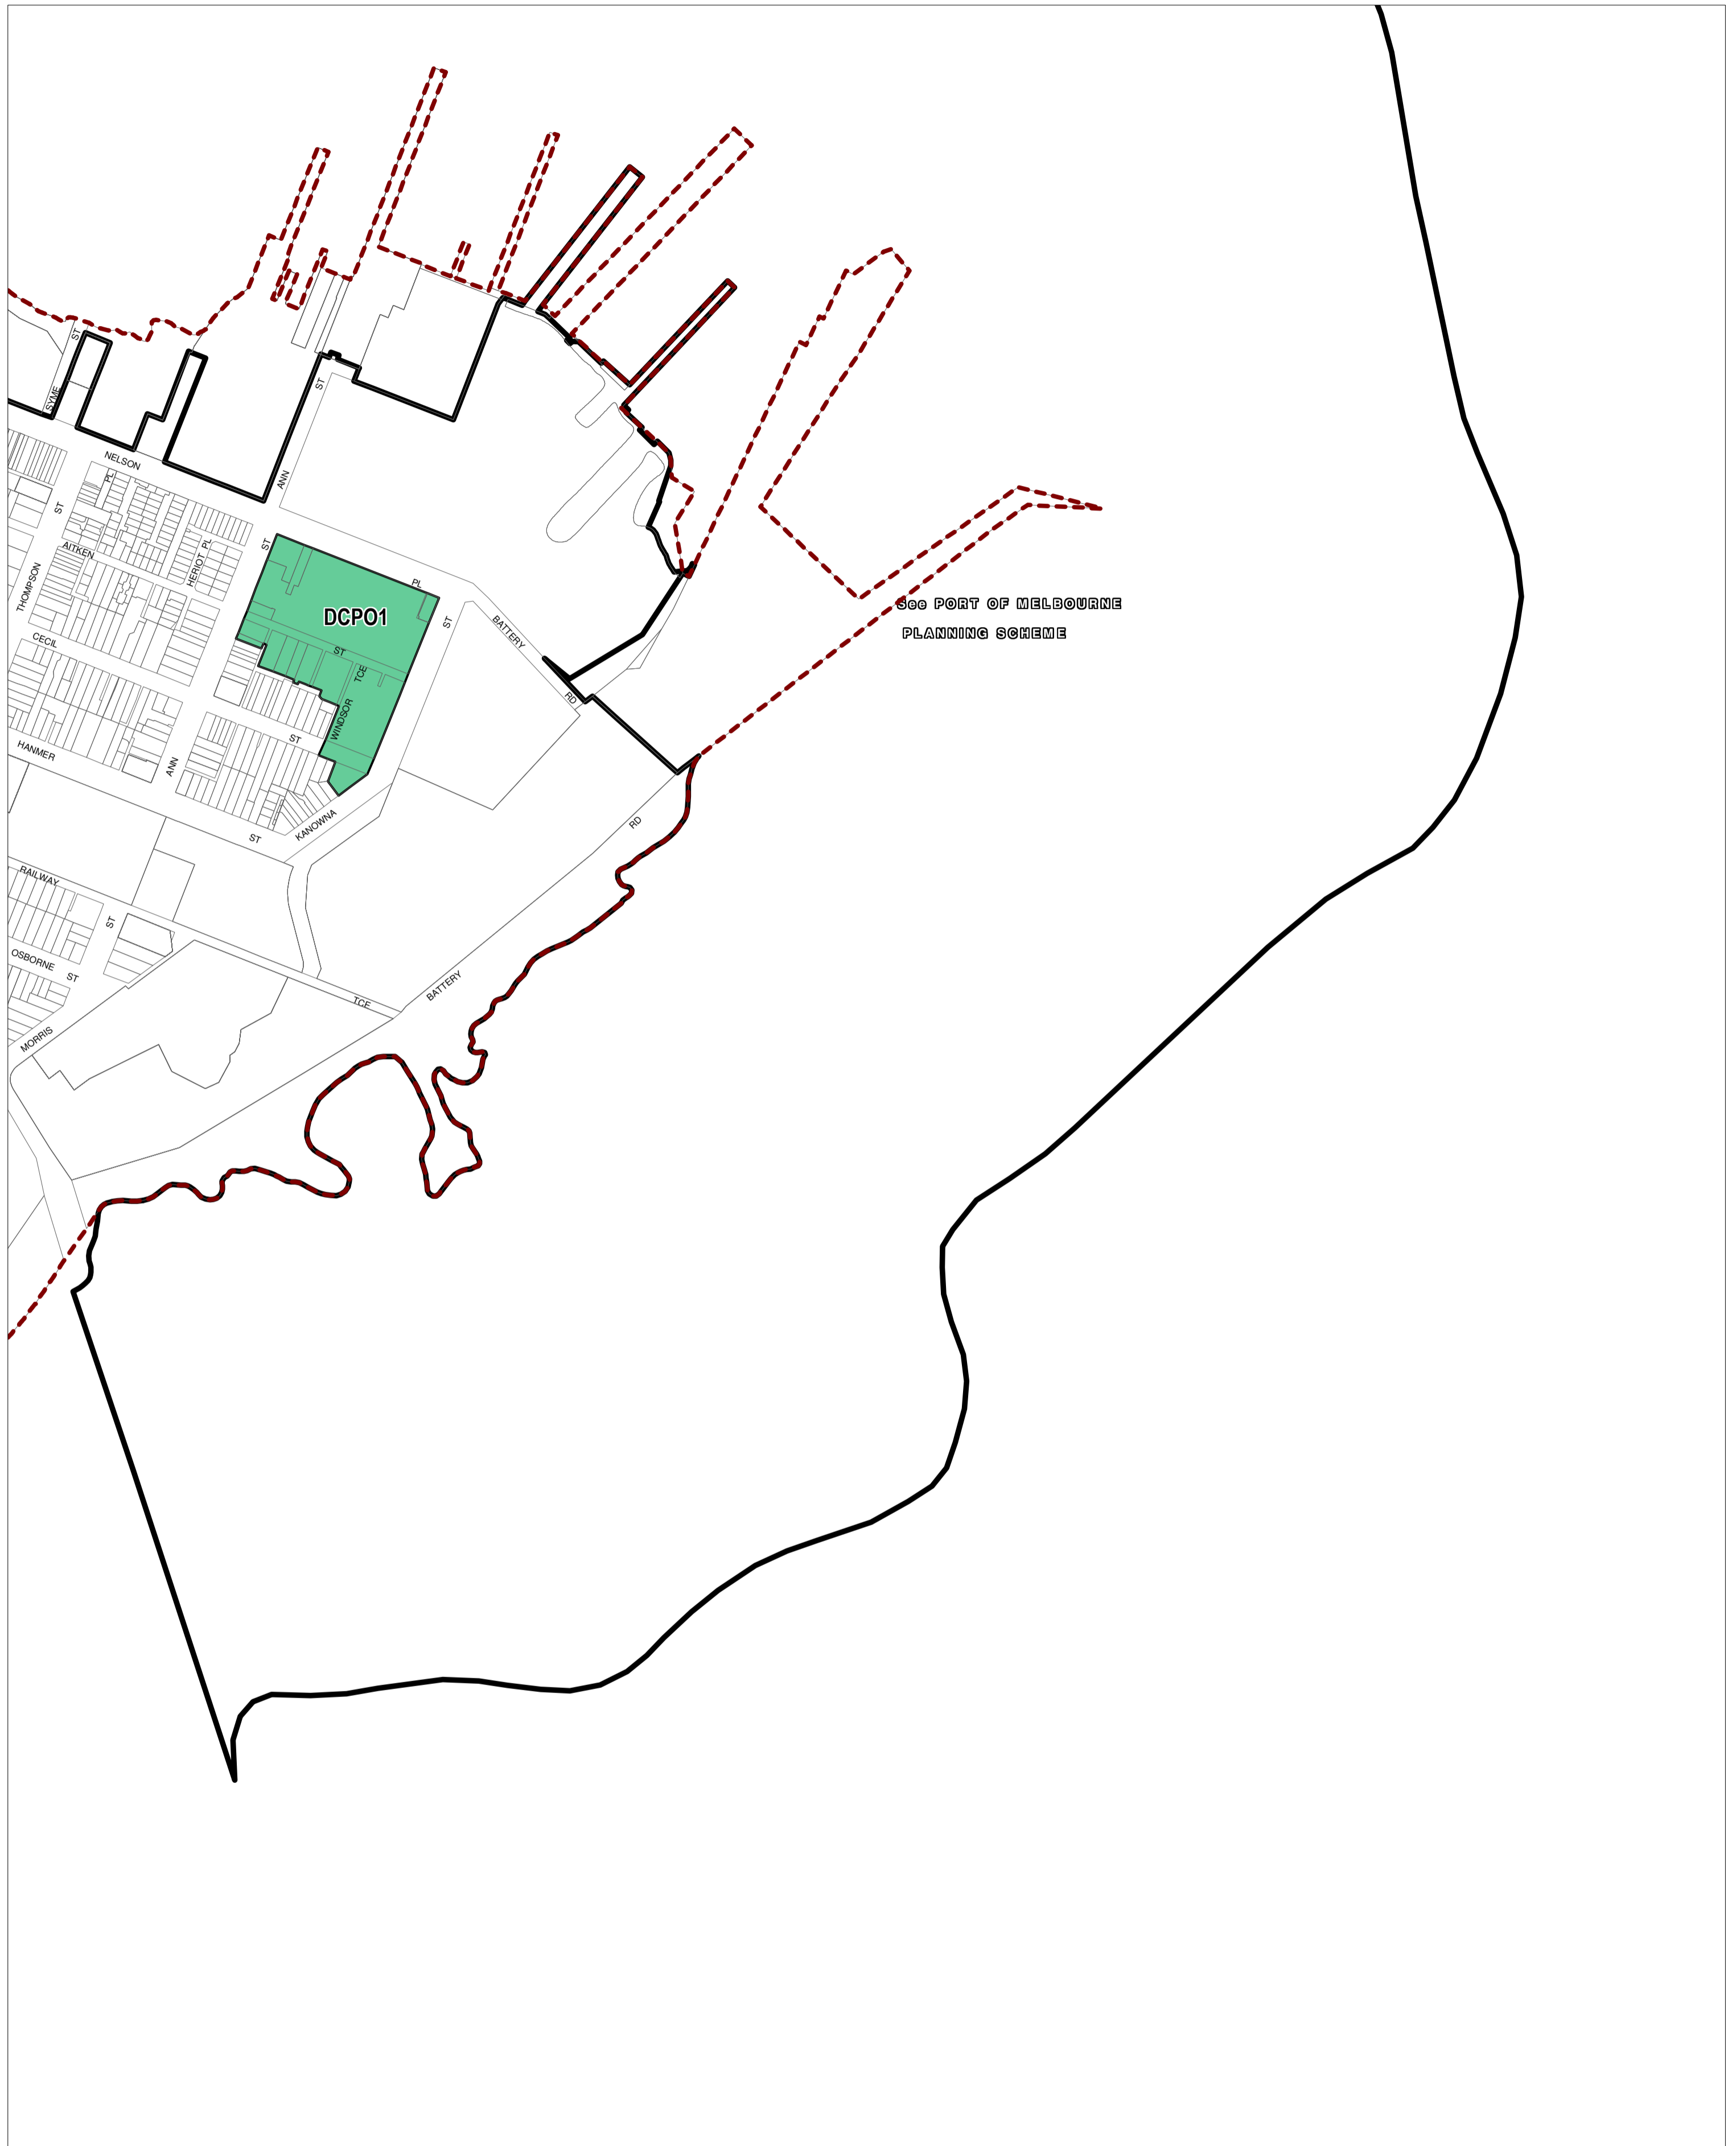 ST
SYME
ST
NELSON
PL
ANN
ST
ST
AITKEN
HERIOT PL
THOMPSON
PL
DCPO1
See PORT OF MELBOURNE
PLANNING SCHEME
CECIL
ST
BATTERY
ST
TCE
RD
WINDSOR
HANMER
ST
ANN
RD
KANOWNA
ST
RAILWAY
ST
OSBORNE
ST
BATTERY
TCE
MORRIS